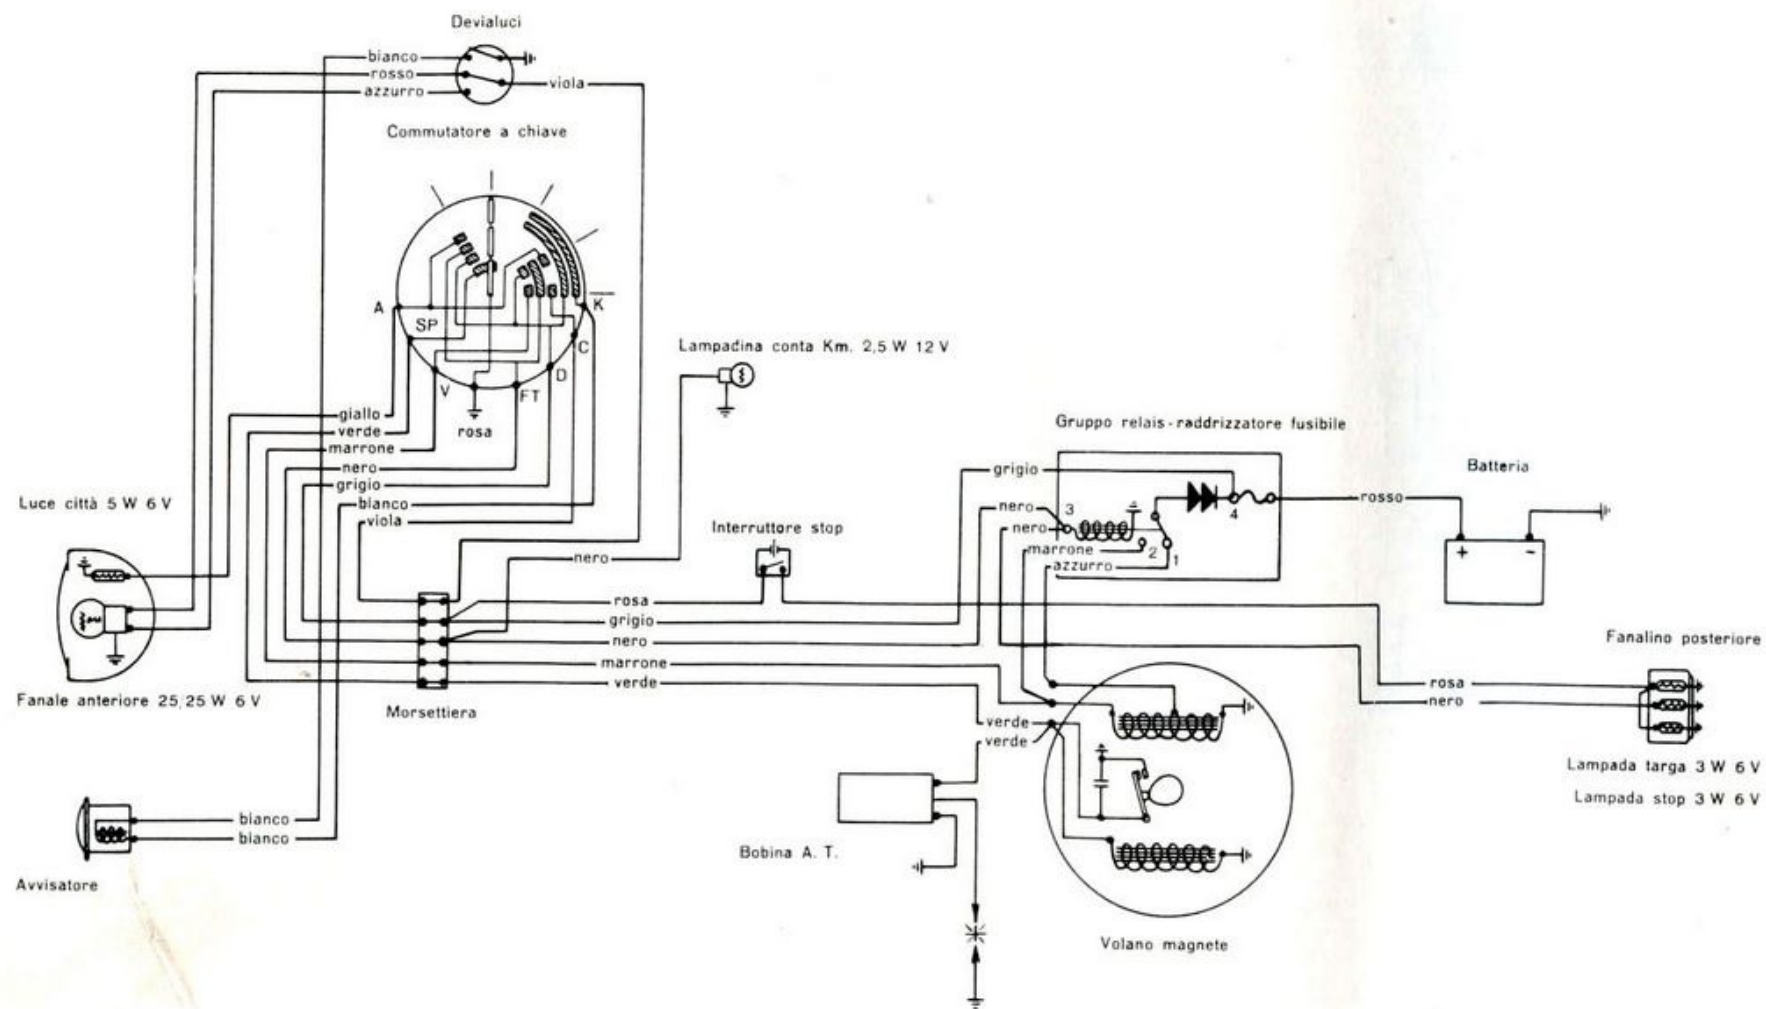 Devialuci
bianco
rosso
azzurro
viola
Commutatore a chiave
A
K
SP
C
V
D
FT
Lampadina conta Km. 2,5 W 12 V
giallo
verde
rosa
marrone
nero
grigio
bianco
viola
Gruppo relais-raddrizzatore fusibile
grigio
Batteria
rosso
nero
3
4
nero
marrone
2
1
azzurro
+
-
Luce città 5 W 6 V
Interruttore stop
nero
rosa
grigio
nero
marrone
verde
Fanalino posteriore
rosa
nero
Fanale anteriore 25/25 W 6 V
Morsettiera
verde
verde
Lampada targa 3 W 6 V
Lampada stop 3 W 6 V
bianco
bianco
Bobina A. T.
Avvisatore
Volano magnete